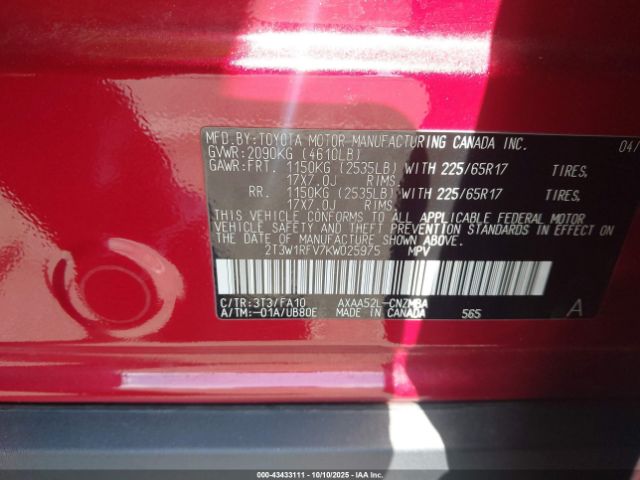 MFD.BY:TOYOTA MOTOR MANUFACTURING CANADA INC. 04/
GVWR:2090KG (4610LB)
GAWR:FRT. 1150KG (2535LB) WITH 225/65R17 TIRES.
17X7.0J RIMS.
RR. 1150KG (2535LB) WITH 225/65R17 TIRES.
17X7.0J RIMS.
THIS VEHICLE CONFORMS TO ALL APPLICABLE FEDERAL MOTOR
VEHICLE SAFETY AND BUMPER STANDARDS IN EFFECT ON THE
DATE OF MANUFACTURE SHOWN ABOVE.
2T3W1RFV7KW025975 MPV
C/TR:3T3/FA10 AXAA52L-CNZMBA A
A/TM:-01A/UB80E MADE IN CANADA 565
000-43433111 - 10/10/2025 - IAA Inc.